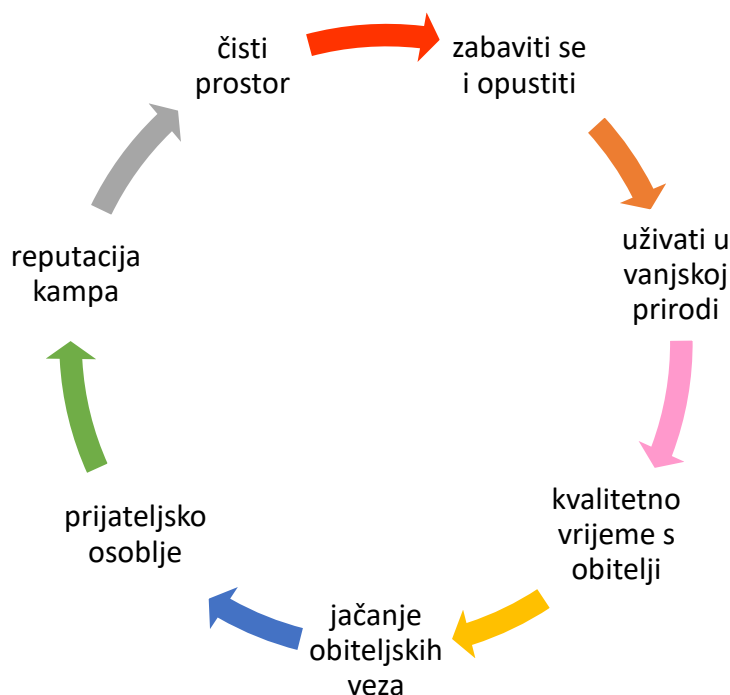 čisti
prostor
zabaviti se
i opustiti
uživati u
vanjskoj
prirodi
kvalitetno
vrijeme s
obitelji
jačanje
obiteljskih
veza
prijateljsko
osoblje
reputacija
kampa